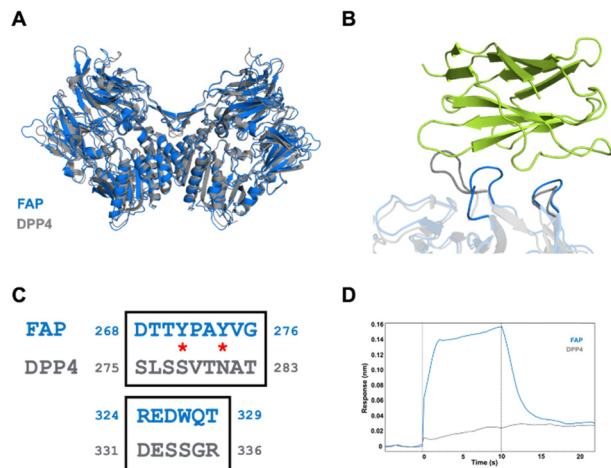 A
B
FAP
DPP4
C
FAP 268 DTTYPAYVG 276
* *
DPP4 275 SLSSVTNAT 283
324 REDWQT 329
331 DESSGR 336
D
FAP
DPP4
Response (nm)
0.16
0.14
0.12
0.10
0.08
0.06
0.04
0.02
0
0 5 10 15 20
Time (s)